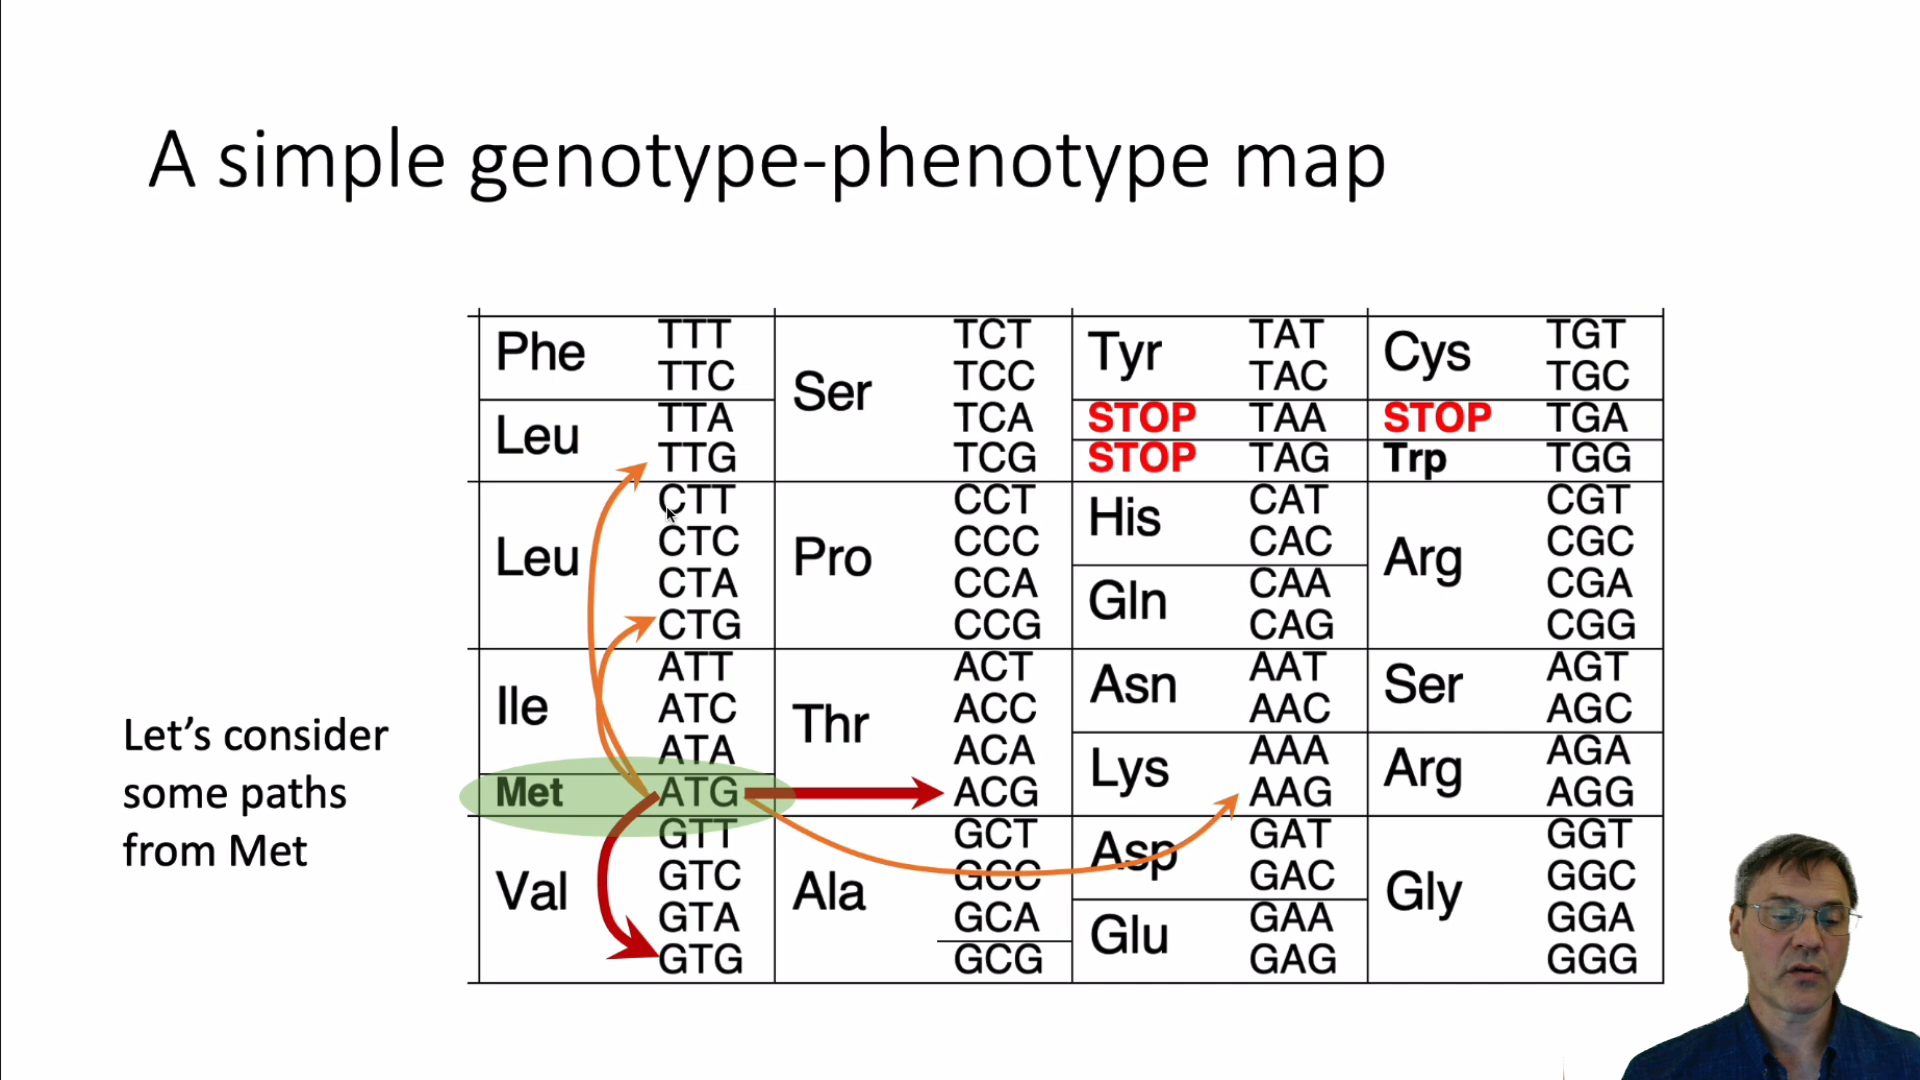 A simple genotype-phenotype map
Let's consider
some paths
from Met
Phe TTT
TTC
Leu TTA
TTG
Leu CTT
CTC
CTA
CTG
Ile ATT
ATC
ATA
Met ATG
Val GTT
GTC
GTA
GTG
Ser TCT
TCC
TCA
TCG
Pro CCT
CCC
CCA
CCG
Thr ACT
ACC
ACA
ACG
Ala GCT
GCC
GCA
GCG
Tyr TAT
TAC
STOP TAA
STOP TAG
His CAT
CAC
Gln CAA
CAG
Asn AAT
AAC
Lys AAA
AAG
Asp GAT
GAC
Glu GAA
GAG
Cys TGT
TGC
STOP TGA
Trp TGG
Arg CGT
CGC
CGA
CGG
Ser AGT
AGC
Arg AGA
AGG
Gly GGT
GGC
GGA
GGG